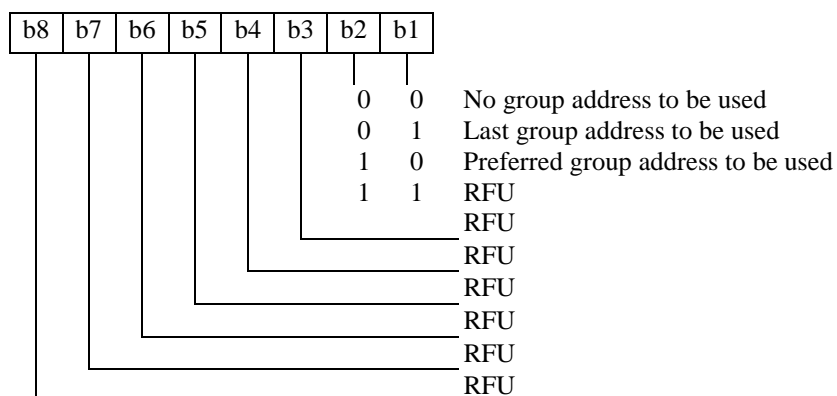 b8 b7 b6 b5 b4 b3 b2 b1
0 0 No group address to be used
0 1 Last group address to be used
1 0 Preferred group address to be used
1 1 RFU
RFU
RFU
RFU
RFU
RFU
RFU